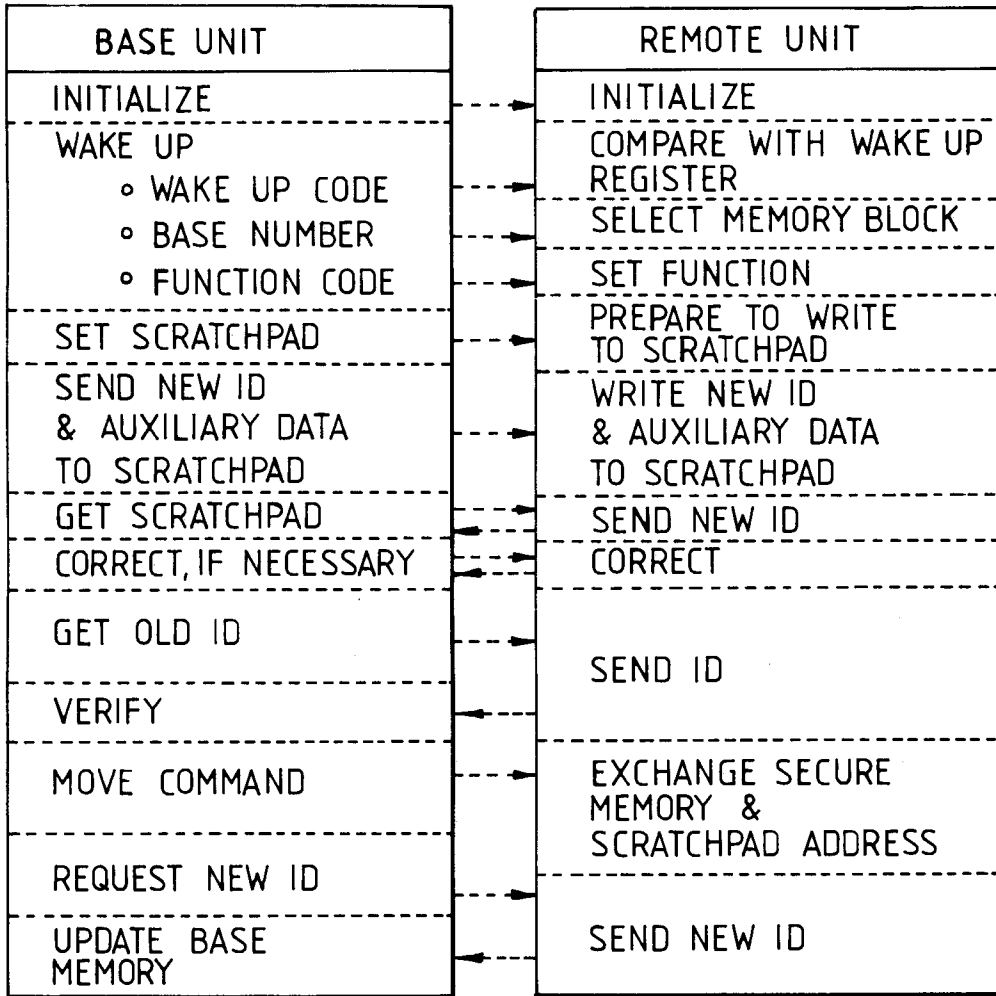 BASE UNIT
INITIALIZE
WAKE UP
o WAKE UP CODE
o BASE NUMBER
o FUNCTION CODE
SET SCRATCHPAD
SEND NEW ID
& AUXILIARY DATA
TO SCRATCHPAD
GET SCRATCHPAD
CORRECT, IF NECESSARY
GET OLD ID
VERIFY
MOVE COMMAND
REQUEST NEW ID
UPDATE BASE
MEMORY
REMOTE UNIT
INITIALIZE
COMPARE WITH WAKE UP
REGISTER
SELECT MEMORY BLOCK
SET FUNCTION
PREPARE TO WRITE
TO SCRATCHPAD
WRITE NEW ID
& AUXILIARY DATA
TO SCRATCHPAD
SEND NEW ID
CORRECT
SEND ID
EXCHANGE SECURE
MEMORY &
SCRATCHPAD ADDRESS
SEND NEW ID